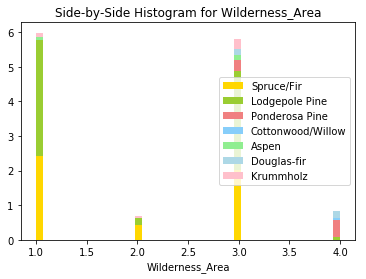 Side-by-Side Histogram for Wilderness_Area
6
5
4
3
2
1
0
Spruce/Fir
Lodgepole Pine
Ponderosa Pine
Cottonwood/Willow
Aspen
Douglas-fir
Krummholz
1.0 1.5 2.0 2.5 3.0 3.5 4.0
Wilderness_Area